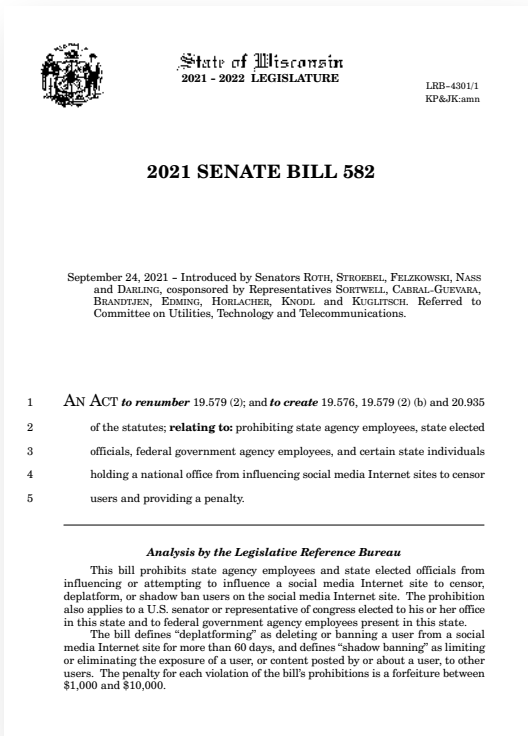 State of Wisconsin
2021 - 2022 LEGISLATURE
LRB-4301/1
KP&JK:amn
2021 SENATE BILL 582
September 24, 2021 - Introduced by Senators ROTH, STROEBEL, FELZKOWSKI, NASS
and DARLING, cosponsored by Representatives SORTWELL, CABRAL-GUEVARA,
BRANDTJEN, EDMING, HORLACHER, KNODL and KUGLITSCH. Referred to
Committee on Utilities, Technology and Telecommunications.
1 AN ACT to renumber 19.579 (2); and to create 19.576, 19.579 (2) (b) and 20.935
2 of the statutes; relating to: prohibiting state agency employees, state elected
3 officials, federal government agency employees, and certain state individuals
4 holding a national office from influencing social media Internet sites to censor
5 users and providing a penalty.
Analysis by the Legislative Reference Bureau
This bill prohibits state agency employees and state elected officials from
influencing or attempting to influence a social media Internet site to censor,
deplatform, or shadow ban users on the social media Internet site. The prohibition
also applies to a U.S. senator or representative of congress elected to his or her office
in this state and to federal government agency employees present in this state.
The bill defines “deplatforming” as deleting or banning a user from a social
media Internet site for more than 60 days, and defines “shadow banning” as limiting
or eliminating the exposure of a user, or content posted by or about a user, to other
users. The penalty for each violation of the bill's prohibitions is a forfeiture between
$1,000 and $10,000.